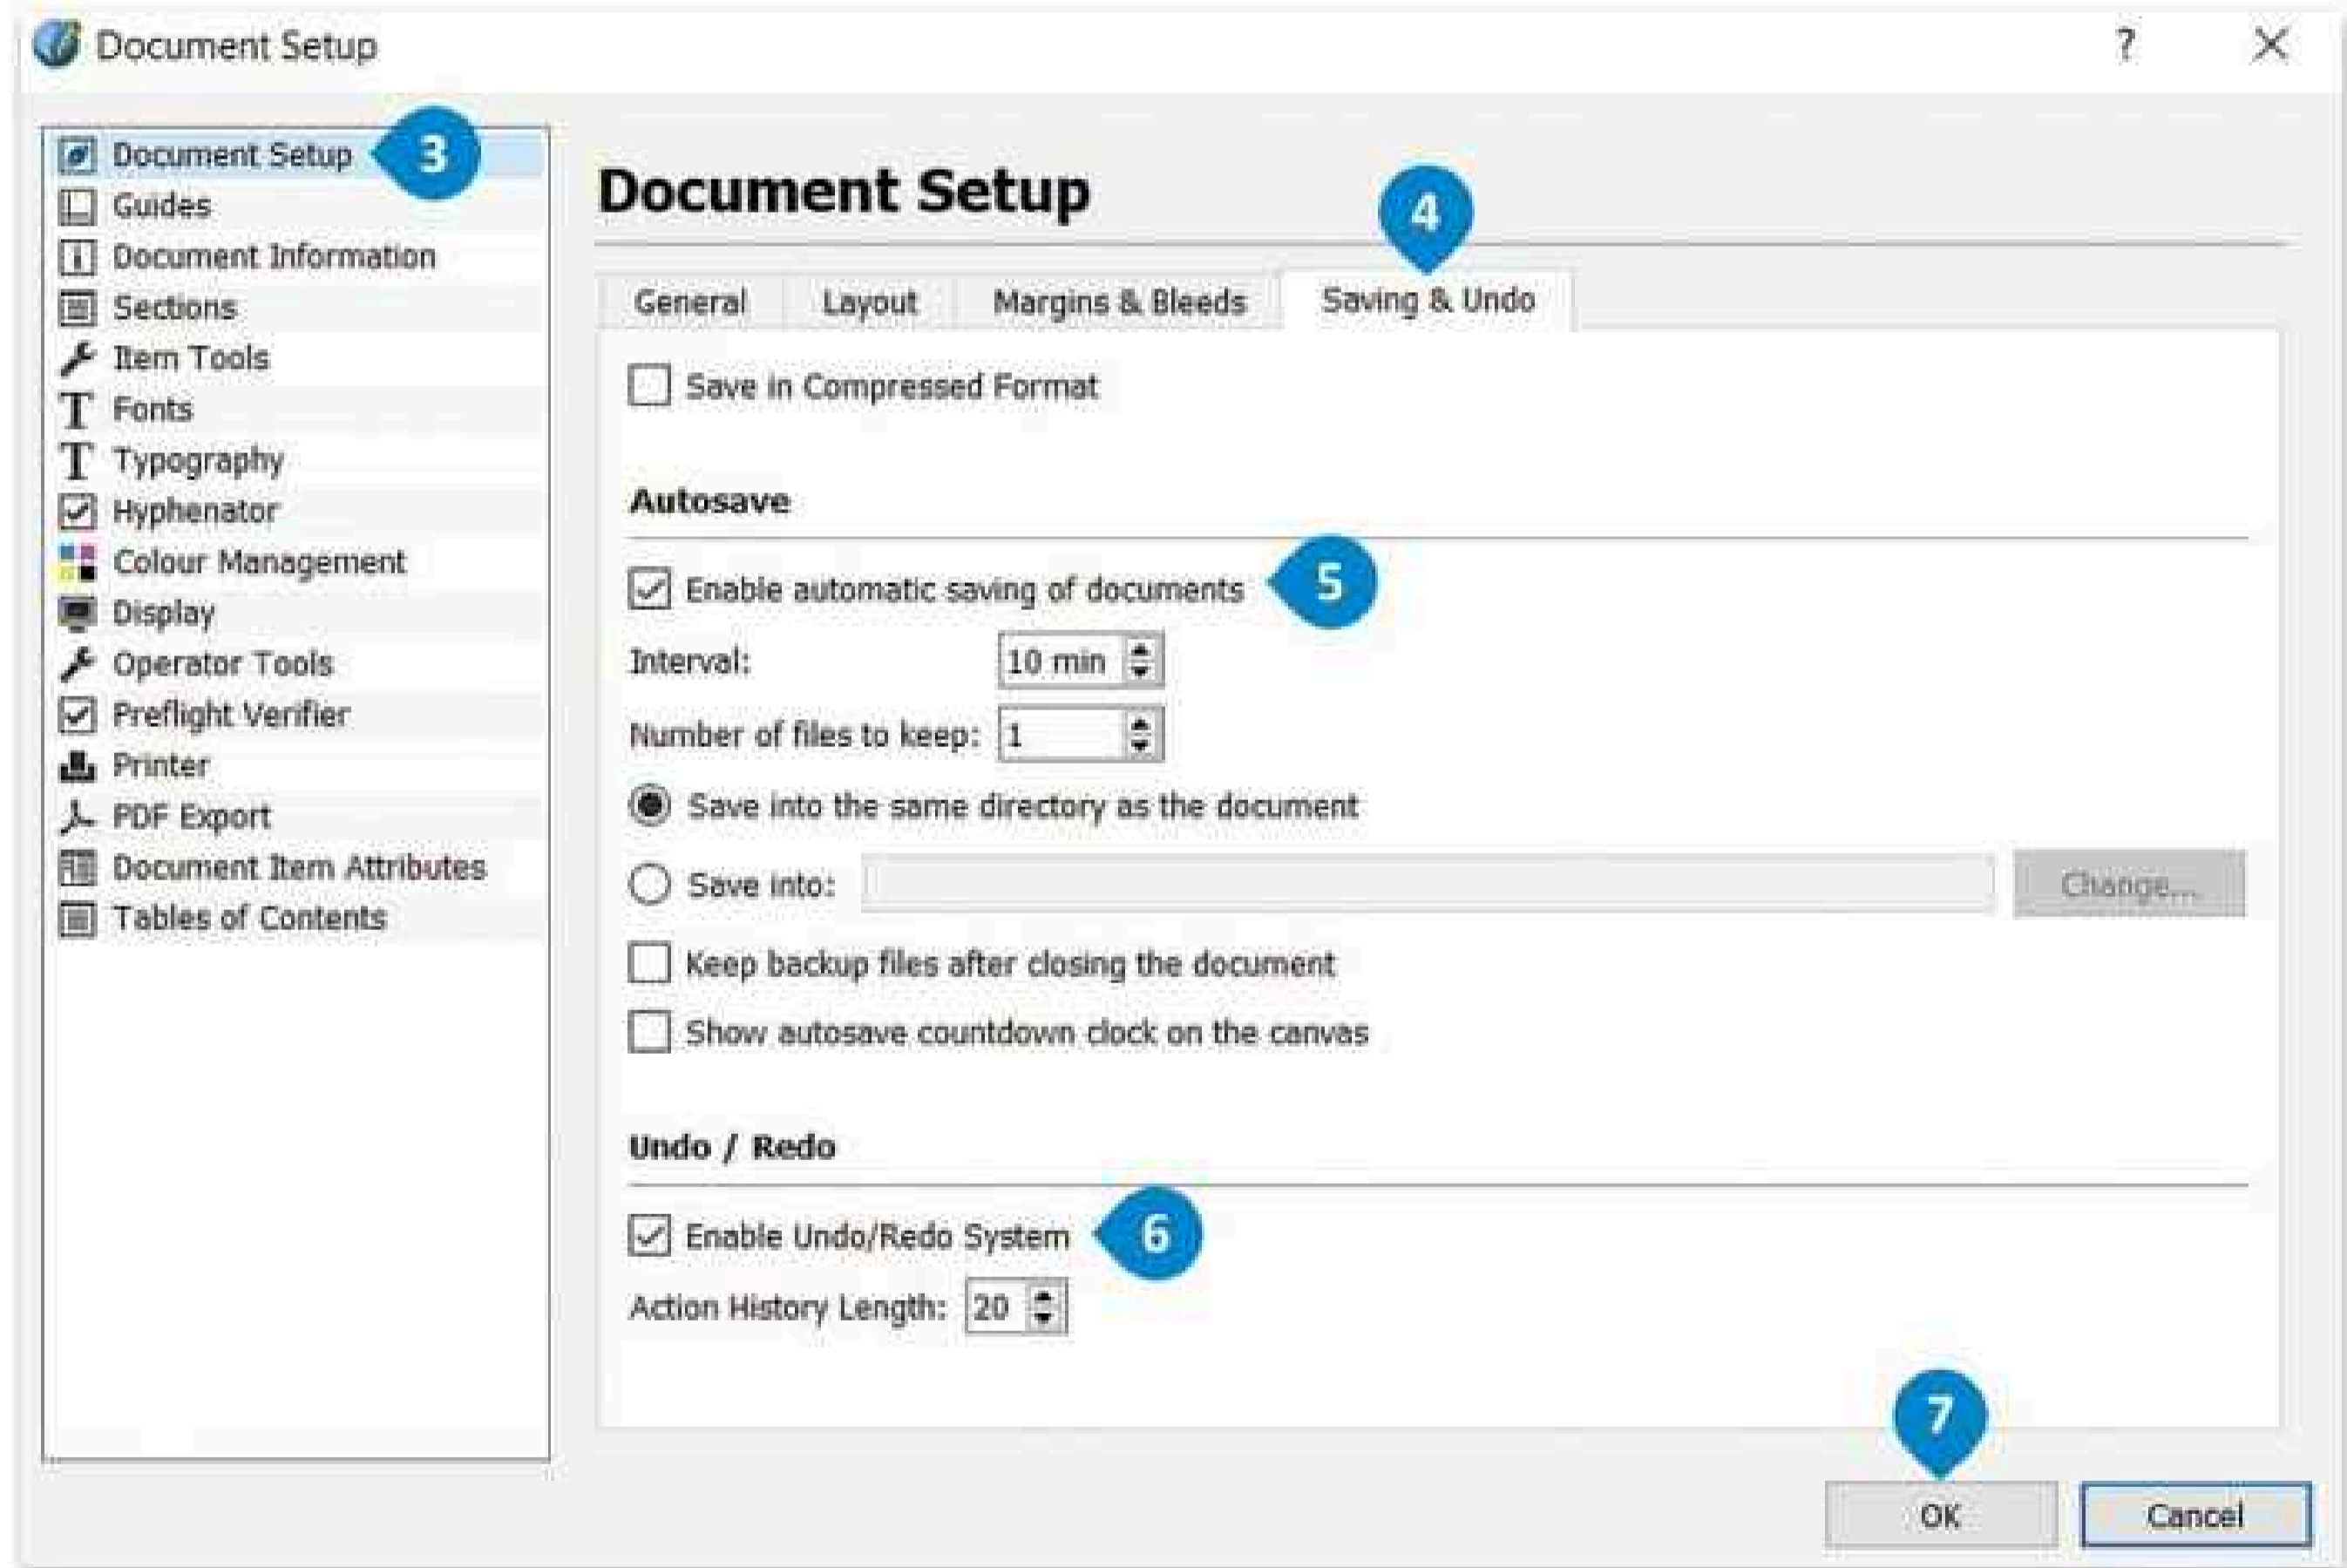 Document Setup
?
Document Setup
3
Guides
Document Information
Sections
Item Tools
Fonts
Typography
Hyphenator
Colour Management
Display
Operator Tools
Preflight Verifier
Printer
PDF Export
Document Item Attributes
Tables of Contents
Document Setup
4
General Layout Margins & Bleeds Saving & Undo
Save in Compressed Format
Autosave
Enable automatic saving of documents 5
Interval: 10 min
Number of files to keep: 1
Save into the same directory as the document
Save into: Change...
Keep backup files after closing the document
Show autosave countdown clock on the canvas
Undo / Redo
Enable Undo/Redo System 6
Action History Length: 20
7
OK Cancel